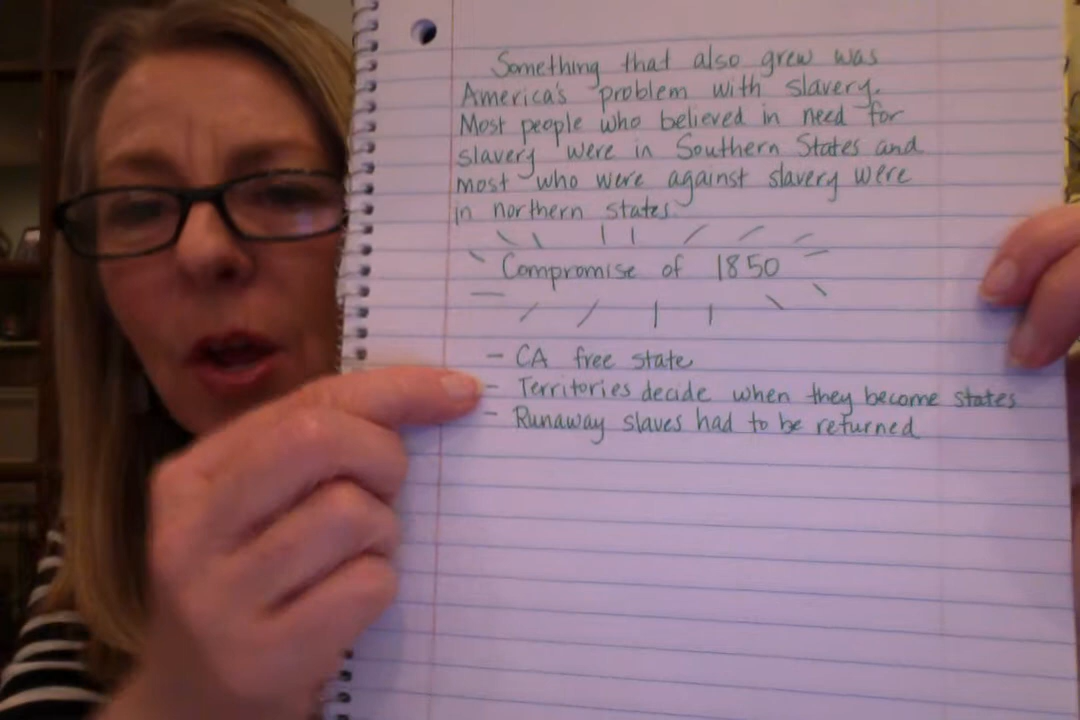 Something that also grew was
America's problem with slavery.
Most people who believed in need for
slavery were in Southern States and
most who were against slavery were
in northern states.
Compromise of 1850
- CA free state
- Territories decide when they become states
- Runaway slaves had to be returned